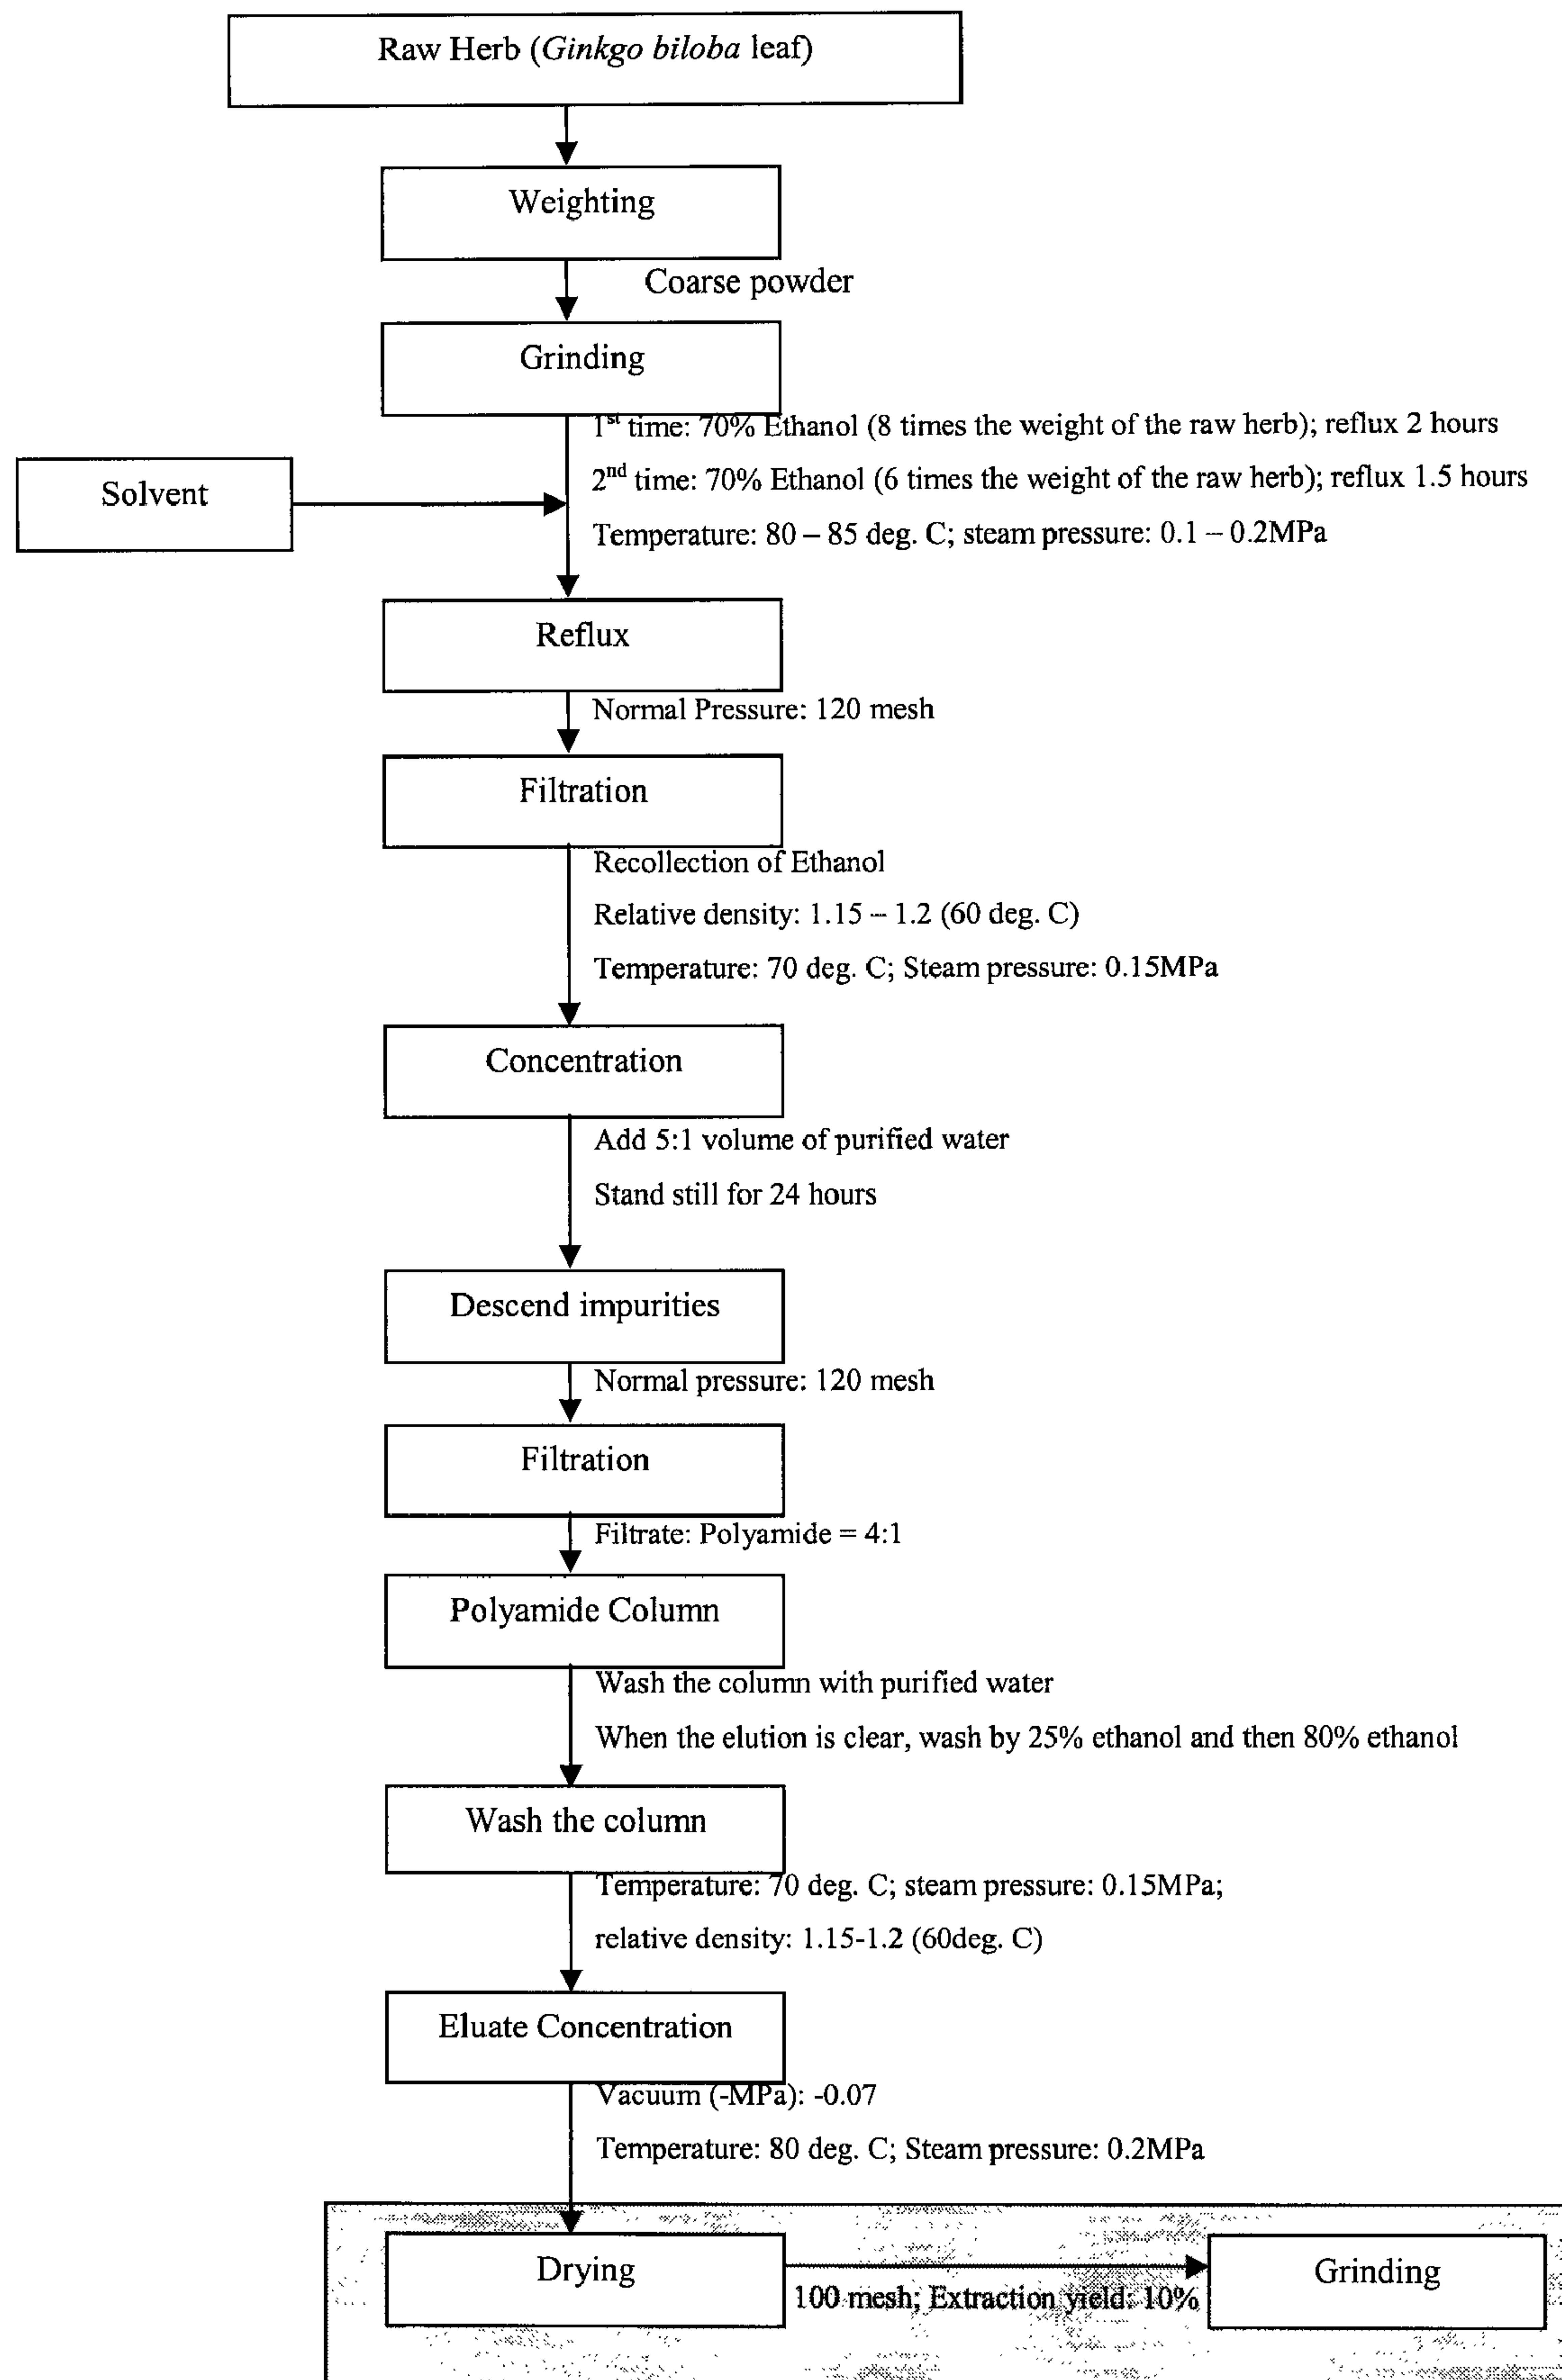 Raw Herb (Ginkgo biloba leaf)
Weighting
Coarse powder
Grinding
1st time: 70% Ethanol (8 times the weight of the raw herb); reflux 2 hours
2nd time: 70% Ethanol (6 times the weight of the raw herb); reflux 1.5 hours
Solvent
Temperature: 80 – 85 deg. C; steam pressure: 0.1 – 0.2MPa
Reflux
Normal Pressure: 120 mesh
Filtration
Recollection of Ethanol
Relative density: 1.15 – 1.2 (60 deg. C)
Temperature: 70 deg. C; Steam pressure: 0.15MPa
Concentration
Add 5:1 volume of purified water
Stand still for 24 hours
Descend impurities
Normal pressure: 120 mesh
Filtration
Filtrate: Polyamide = 4:1
Polyamide Column
Wash the column with purified water
When the elution is clear, wash by 25% ethanol and then 80% ethanol
Wash the column
Temperature: 70 deg. C; steam pressure: 0.15MPa;
relative density: 1.15-1.2 (60deg. C)
Eluate Concentration
Vacuum (-MPa): -0.07
Temperature: 80 deg. C; Steam pressure: 0.2MPa
Drying
100 mesh; Extraction yield: 10%
Grinding